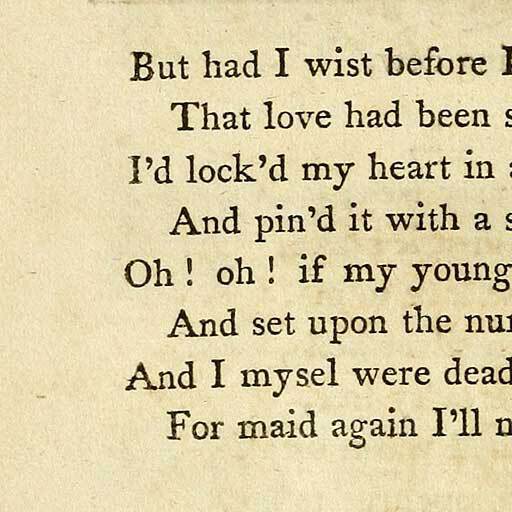 But had I wist before
That love had been
I'd lock'd my heart in
And pin'd it with a
Oh! oh! if my young
And set upon the
And I mysel were dead
For maid again I'll